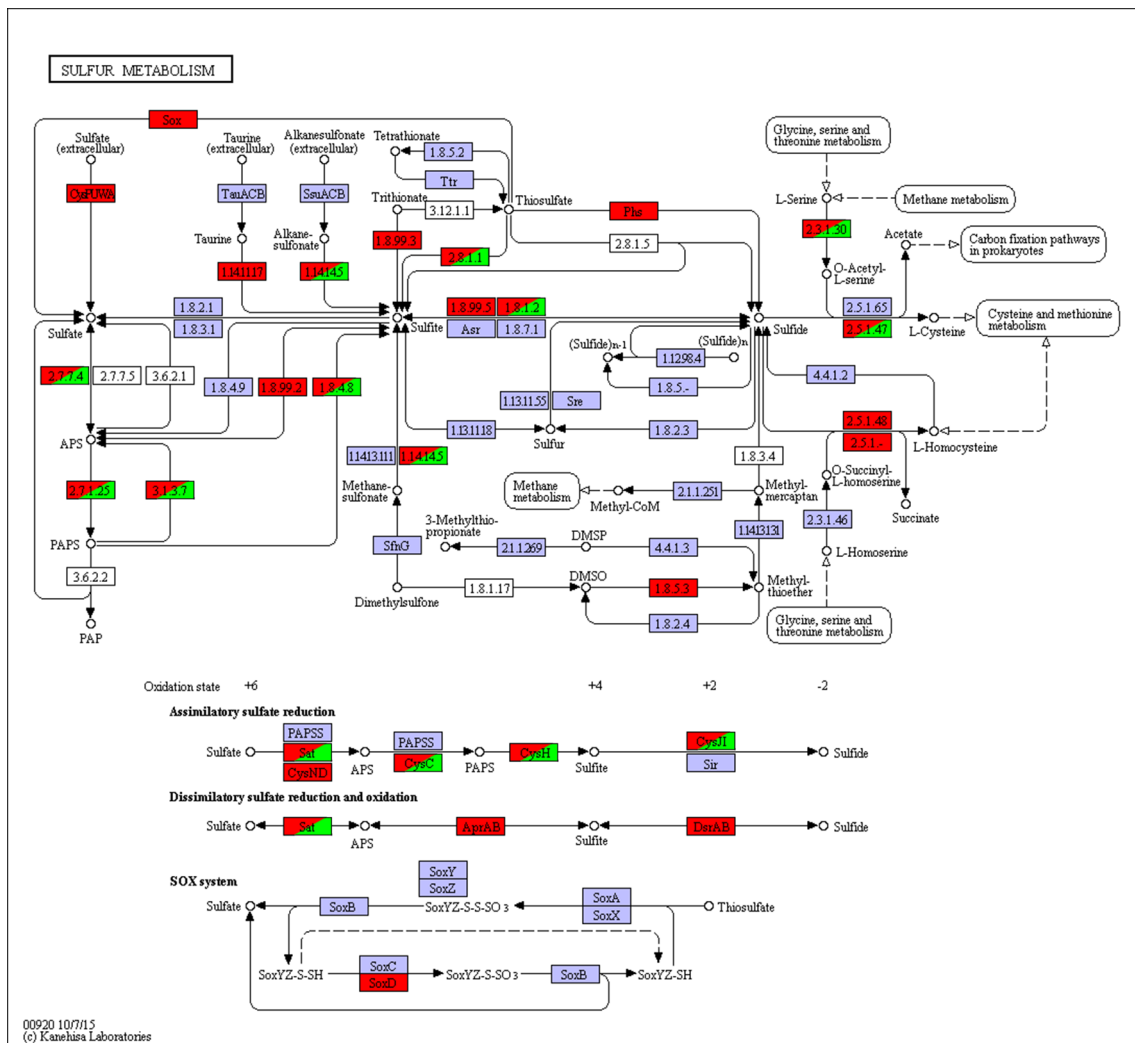 SULFUR METABOLISM
Sox
Sulfate
(extracellular)
Taurine
(extracellular)
Alkanesulfonate
(extracellular)
Tetrathionate
1.8.5.2
Ttr
Glycine, serine and
threonine metabolism
CysPUWA
TauACB
SsuACB
Trithionate
3.12.1.1
Thiosulfate
Phs
L-Serine
Methane metabolism
Taurine
Alkane-
sulfonate
1.8.99.3
2.8.1.1
2.8.1.5
2.3.1.30
Acetate
Carbon fixation pathways
in prokaryotes
1.14.11.17
1.14.14.5
O-Acetyl-
L-serine
Sulfate
1.8.2.1
1.8.3.1
Sulfite
1.8.99.5
1.8.1.2
Asr
1.8.7.1
Sulfide
2.5.1.65
2.5.1.47
L-Cysteine
Cysteine and methionine
metabolism
(Sulfide)n-1
(Sulfide)n
1.12.98.4
2.7.7.4
2.7.7.5
3.6.2.1
1.8.4.9
1.8.99.2
1.8.4.8
1.8.5.-
4.4.1.2
1.13.11.55
Sre
APS
1.13.11.18
Sulfur
1.8.2.3
2.5.1.48
2.5.1.-
L-Homocysteine
1.14.13.111
1.14.14.5
1.8.3.4
2.7.1.25
3.1.3.7
Methane-
sulfonate
Methane
metabolism
Methyl-CoM
2.1.1.251
Methyl-
mercaptan
O-Succinyl-
L-homoserine
Succinate
PAPS
SfnG
3-Methylthio-
propionate
2.1.1.269
DMSP
4.4.1.3
1.14.13.131
2.3.1.46
L-Homoserine
3.6.2.2
Dimethylsulfone
1.8.1.17
DMSO
1.8.5.3
Methyl-
thioether
1.8.2.4
Glycine, serine and
threonine metabolism
PAP
Oxidation state +6 +4 +2 -2
Assimilatory sulfate reduction
PAPSS
PAPSS
CysJI
Sulfate
Sat
CysND
APS
CysC
PAPS
CysH
Sulfite
Sir
Sulfide
Dissimilatory sulfate reduction and oxidation
Sulfate
Sat
APS
AprAB
Sulfite
DsrAB
Sulfide
SOX system
SoxY
SoxZ
SoxA
SoxX
Sulfate
SoxB
SoxYZ-S-S-SO3
Thiosulfate
SoxYZ-S-SH
SoxC
SoxD
SoxYZ-S-SO3
SoxB
SoxYZ-SH
00920 10/7/15
(c) Kanehisa Laboratories